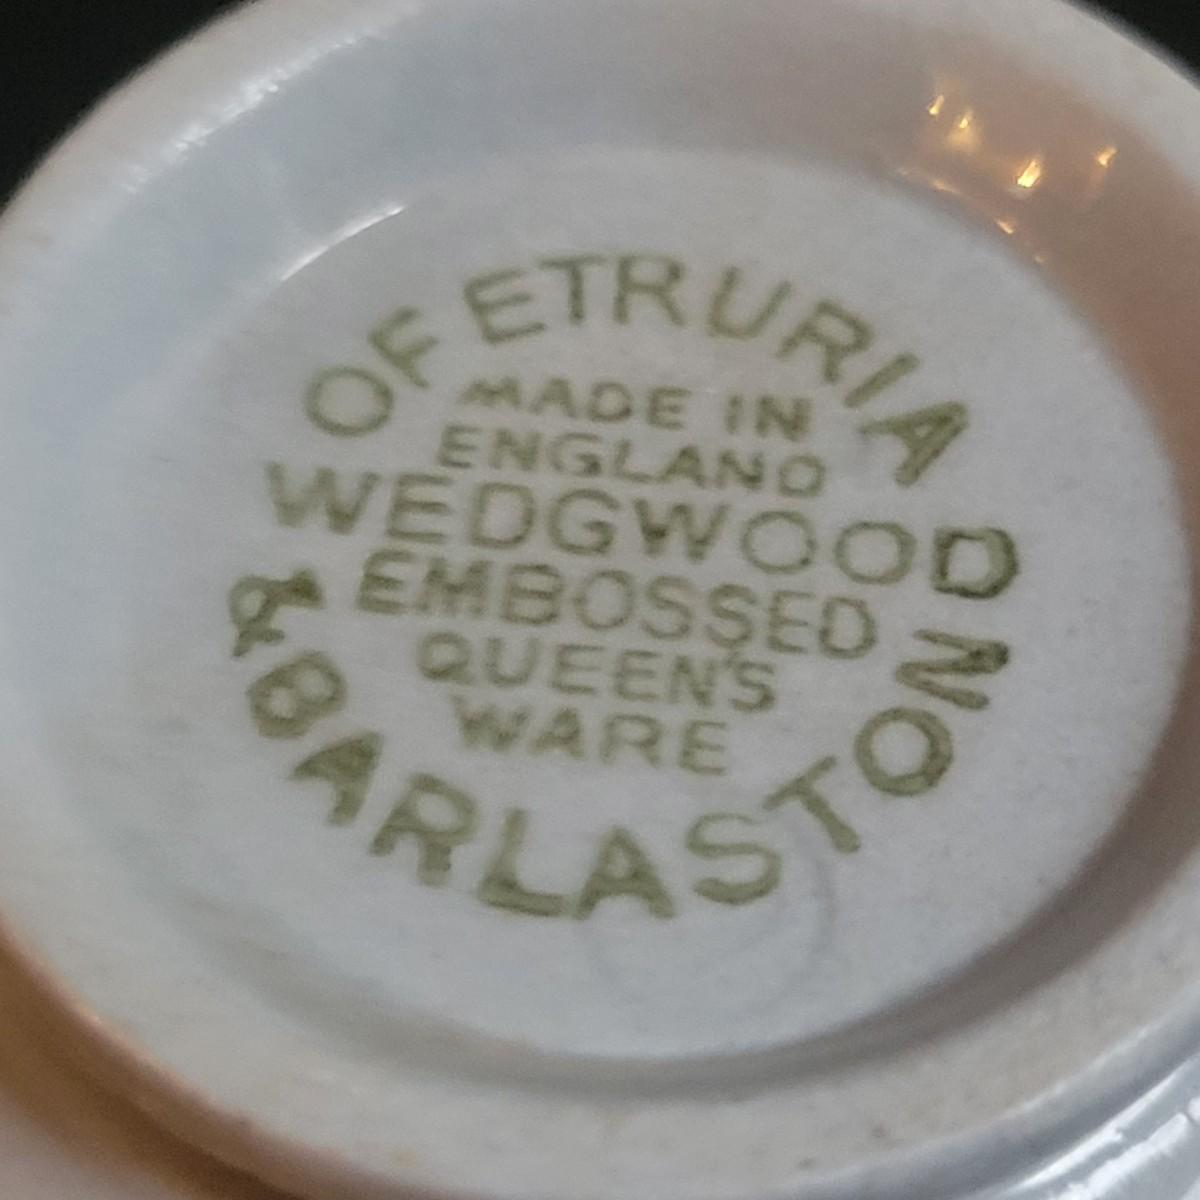 OF ETRURIA
MADE IN
ENGLAND
WEDGWOOD
EMBOSSED
QUEEN'S
WARE
& BARLASTON